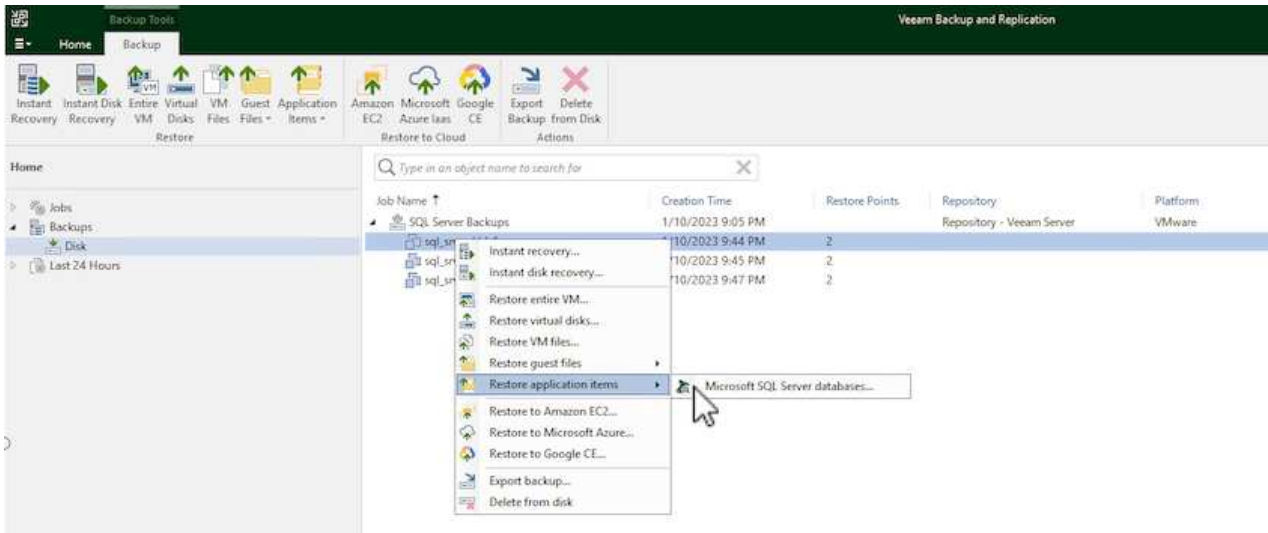 Backup Tools
Veeam Backup and Replication
Home Backup
Instant Recovery
Instant Disk Recovery
Entire VM
Virtual Disks
VM Files
Guest Files
Application Items
Amazon EC2
Microsoft Azure Iaas
Google CE
Export Backup
Delete from Disk
Restore
Restore to Cloud
Actions
Home
Type in an object name to search for
Jobs
Backups
Disk
Last 24 Hours
Job Name Creation Time Restore Points Repository Platform
SQL Server Backups 1/10/2023 9:05 PM Repository - Veeam Server VMware
10/2023 9:44 PM 2
10/2023 9:45 PM 2
10/2023 9:47 PM 2
Instant recovery...
Instant disk recovery...
Restore entire VM...
Restore virtual disks...
Restore VM files...
Restore guest files
Restore application items
Microsoft SQL Server databases...
Restore to Amazon EC2...
Restore to Microsoft Azure...
Restore to Google CE...
Export backup...
Delete from disk